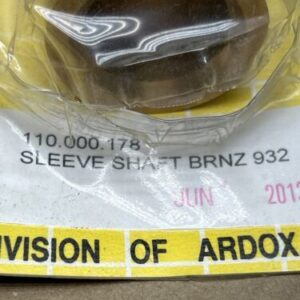 110.000.178
SLEEVE SHAFT BRNZ 932
JUN 2013
VISION OF ARDOX